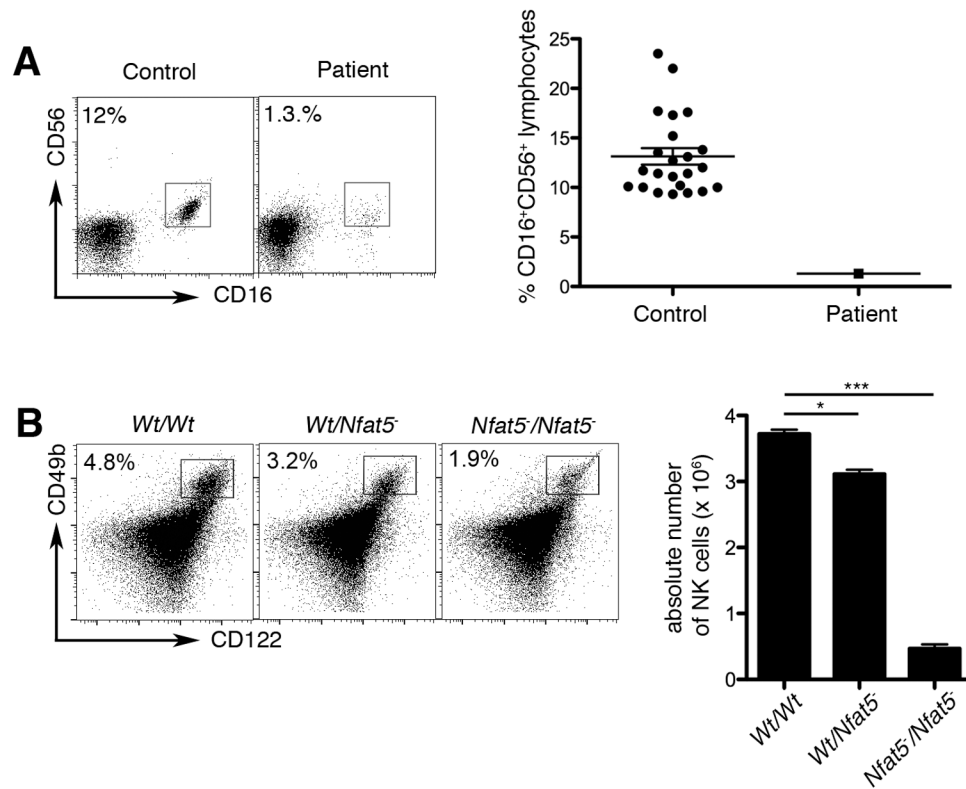 A
Control
Patient
12%
1.3.%
CD56
CD16
% CD16+CD56+ lymphocytes
25
20
15
10
5
0
Control
Patient
B
Wt/Wt
Wt/Nfat5-
Nfat5-/Nfat5-
4.8%
3.2%
1.9%
CD49b
CD122
absolute number
of NK cells (x 10⁶)
***
*
4
3
2
1
0
Wt/Wt
Wt/Nfat5-
Nfat5-/Nfat5-